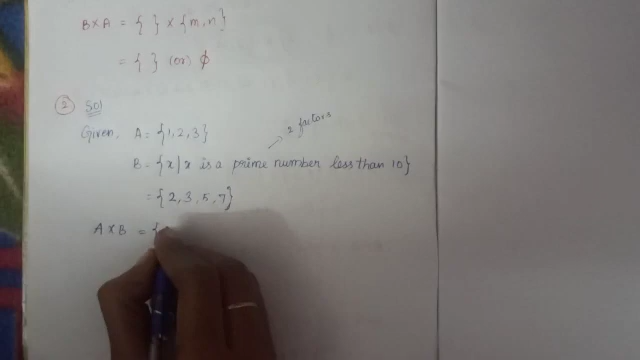 B×A = { } × {m, n}
= { } (or) ϕ
② Sol
2 factors
Given, A = {1, 2, 3}
B = {x / x is a prime number less than 10}
= {2, 3, 5, 7}
A × B = {